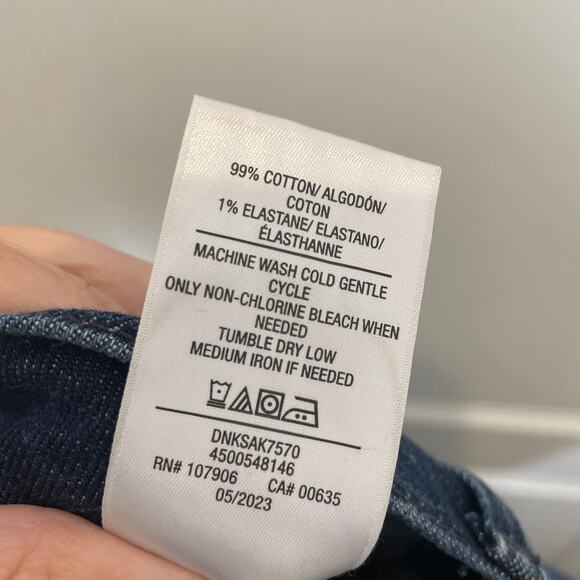 99% COTTON/ ALGODÓN/
COTON
1% ELASTANE/ ELASTANO/
ÉLASTHANNE
MACHINE WASH COLD GENTLE
CYCLE
ONLY NON-CHLORINE BLEACH WHEN
NEEDED
TUMBLE DRY LOW
MEDIUM IRON IF NEEDED
DNKSAK7570
4500548146
RN# 107906 CA# 00635
05/2023